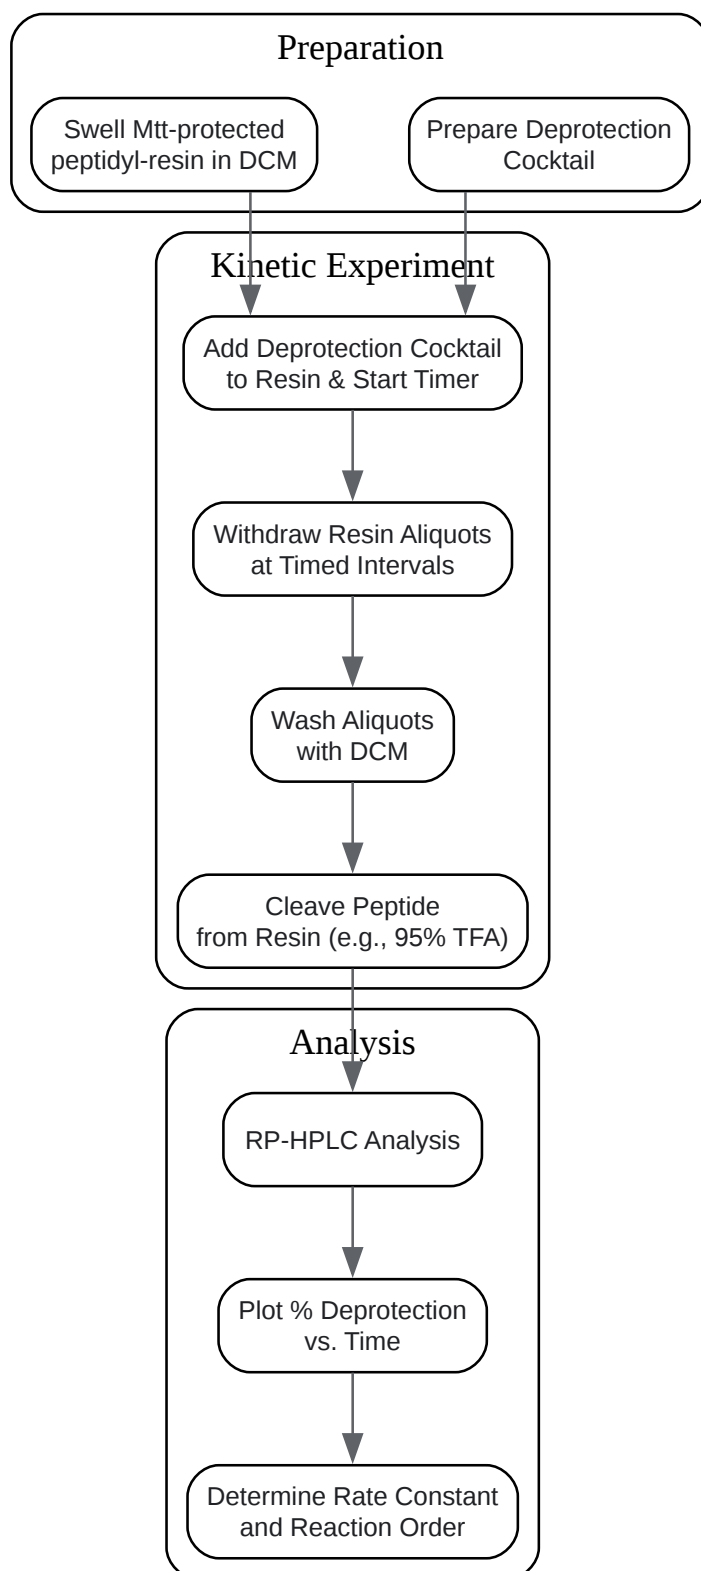 Preparation
Swell Mtt-protected
peptidyl-resin in DCM
Prepare Deprotection
Cocktail
Kinetic Experiment
Add Deprotection Cocktail
to Resin & Start Timer
Withdraw Resin Aliquots
at Timed Intervals
Wash Aliquots
with DCM
Cleave Peptide
from Resin (e.g., 95% TFA)
Analysis
RP-HPLC Analysis
Plot % Deprotection
vs. Time
Determine Rate Constant
and Reaction Order